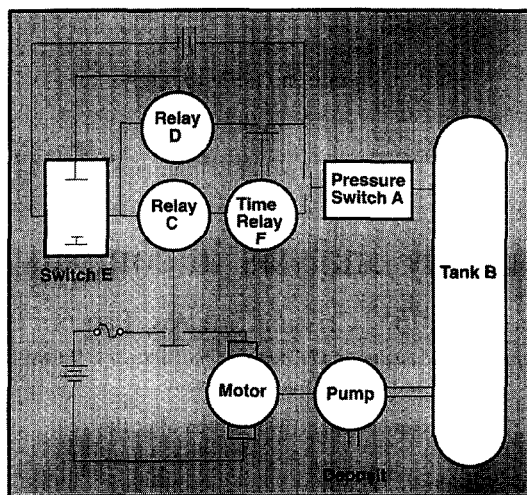 Relay
D
Relay
C
Time
Relay
F
Pressure
Switch A
Tank B
Switch E
Motor
Pump
Deposit